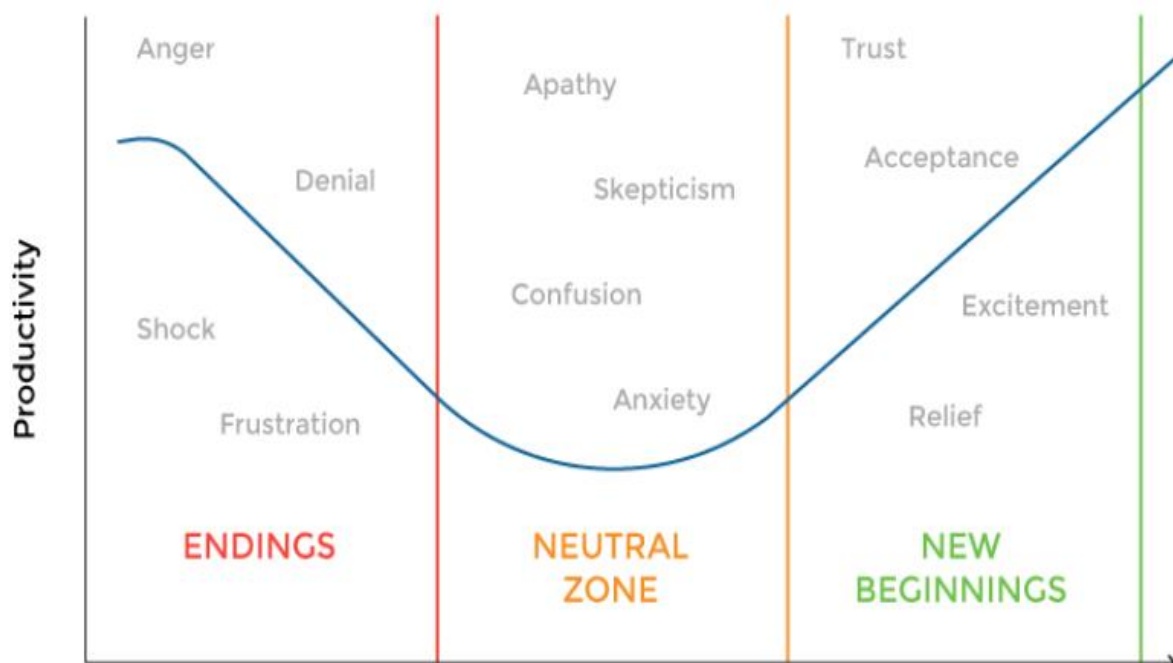 Productivity
Anger
Denial
Shock
Frustration
ENDINGS
Apathy
Skepticism
Confusion
Anxiety
NEUTRAL
ZONE
Trust
Acceptance
Excitement
Relief
NEW
BEGINNINGS